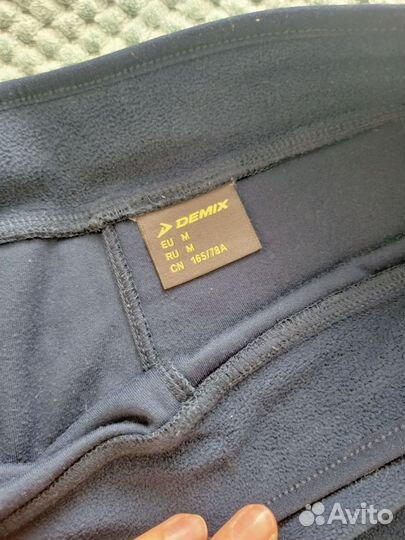 DEMIX
EU M
RU M
CN 165/78A
Avito